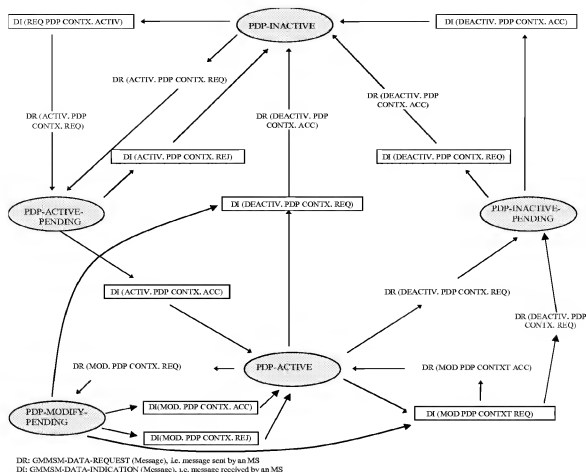 DI (REQ PDP CONTX. ACTIV)
PDP-INACTIVE
DI (DEACTIV. PDP CONTX. ACC)
DR (ACTIV. PDP CONTX. REQ)
DR (DEACTIV. PDP
CONTX. ACC)
DR (ACTIV. PDP
CONTX. REQ)
DR (DEACTIV. PDP
CONTX. ACC)
DI (ACTIV. PDP CONTX. REJ)
DI (DEACTIV. PDP CONTX. REQ)
PDP-ACTIVE-
PENDING
DI (DEACTIV. PDP CONTX. REQ)
PDP-INACTIVE-
PENDING
DI (ACTIV. PDP CONTX. ACC)
DR (DEACTIV. PDP CONTX. REQ)
DR (DEACTIV. PDP
CONTX. REQ)
DR (MOD. PDP CONTX. REQ)
PDP-ACTIVE
DR (MOD PDP CONTXT ACC)
PDP-MODIFY-
PENDING
DI(MOD. PDP CONTX. ACC)
DI (MOD PDP CONTXT REQ)
DI(MOD. PDP CONTX. REJ)
DR: GMMSM-DATA-REQUEST (Message), i.e. message sent by an MS
DI: GMMSM-DATA-INDICATION (Message), i.e. message received by an MS